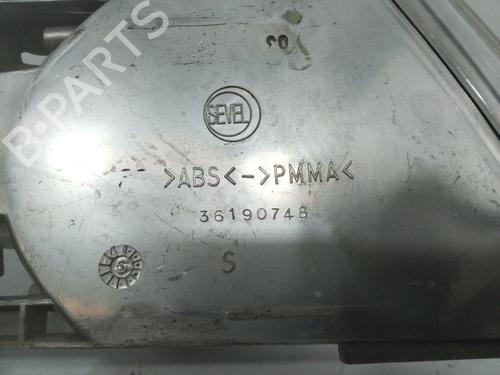 SEVEL
>ABS<->PMMA<
36190748
S
B-PARTS